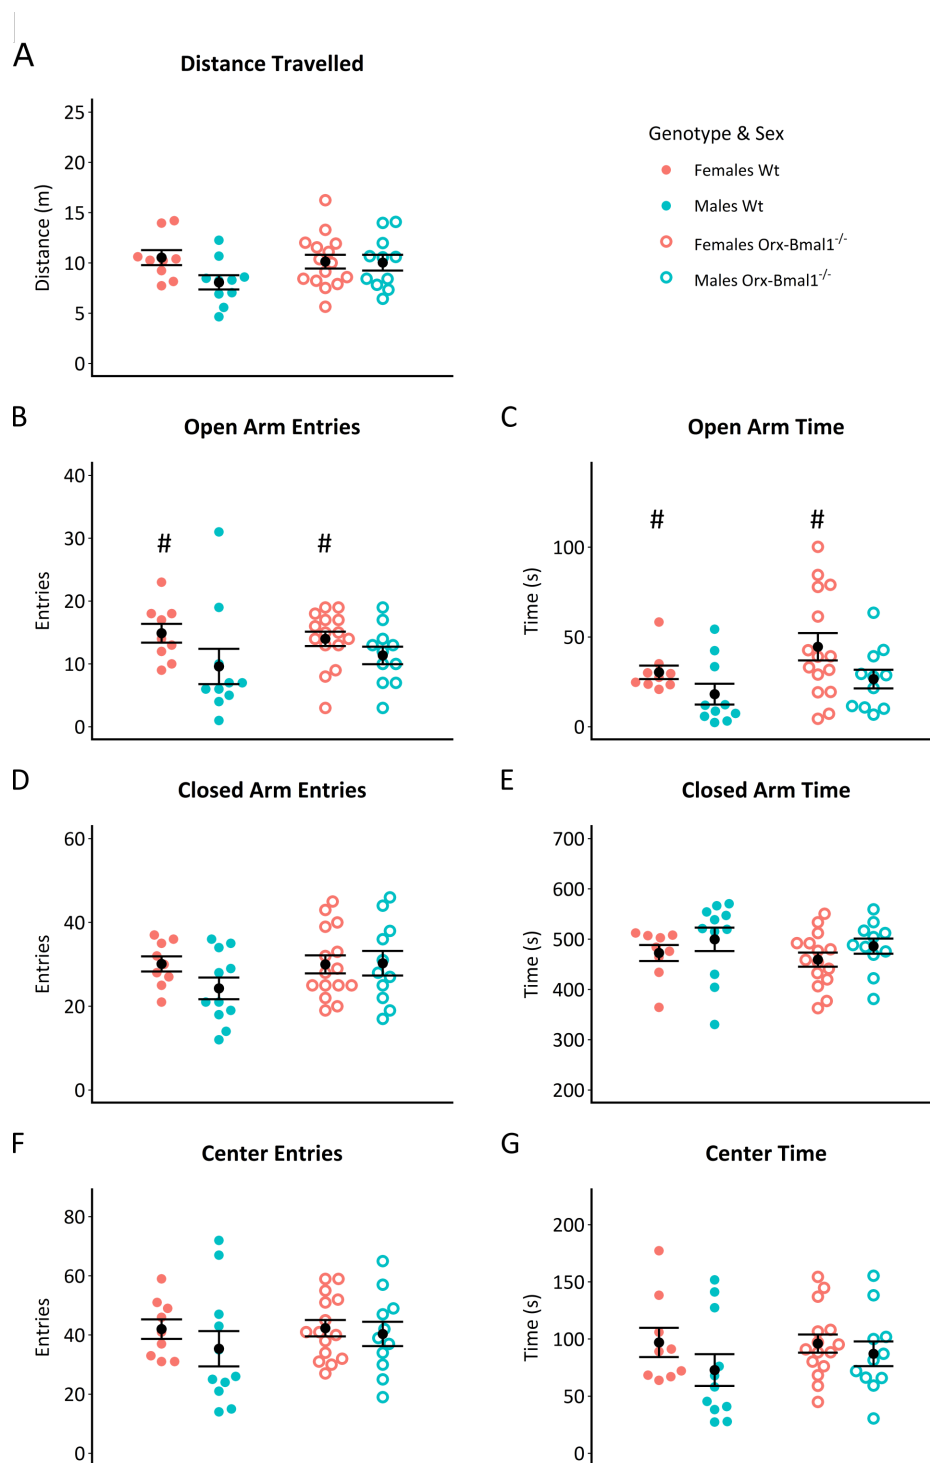 A
Distance Travelled
25
20
15
10
5
0
Distance (m)
Genotype & Sex
Females Wt
Males Wt
Females Orx-Bmal1-/-
Males Orx-Bmal1-/-
B
Open Arm Entries
40
30
20
10
0
Entries
# #
C
Open Arm Time
100
50
0
Time (s)
# #
D
Closed Arm Entries
60
40
20
0
Entries
E
Closed Arm Time
700
600
500
400
300
200
Time (s)
F
Center Entries
80
60
40
20
0
Entries
G
Center Time
200
150
100
50
0
Time (s)